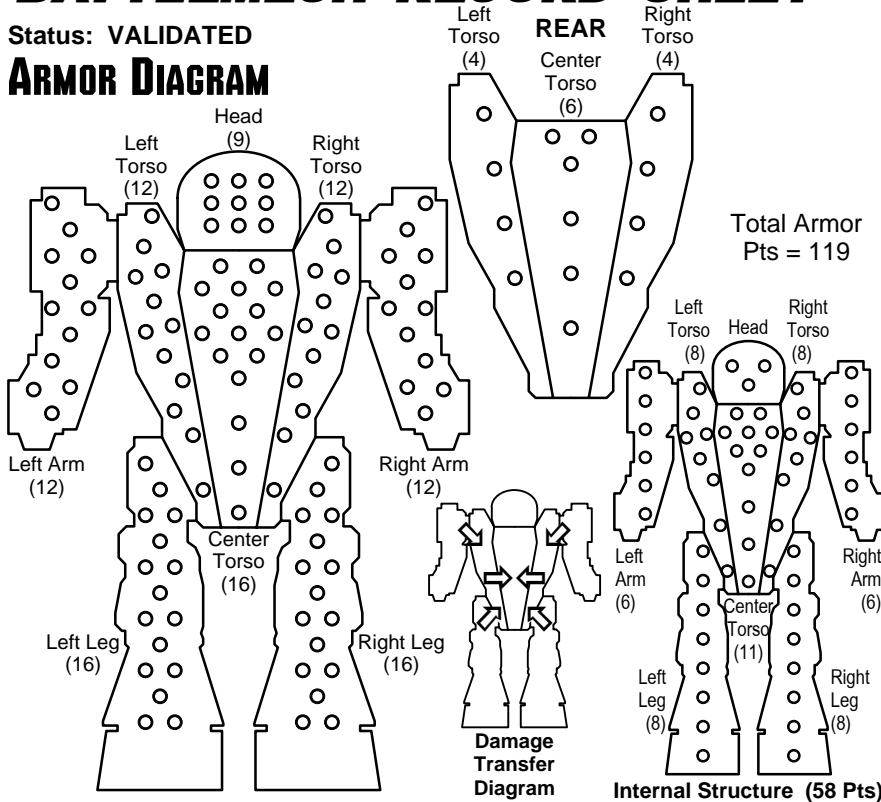 Status: VALIDATED
ARMOR DIAGRAM
REAR
Left
Torso
(4)
Center
Torso
(6)
Right
Torso
(4)
Head
(9)
Left
Torso
(12)
Right
Torso
(12)
Total Armor
Pts = 119
Left Arm
(12)
Right Arm
(12)
Center
Torso
(16)
Left Leg
(16)
Right Leg
(16)
Damage
Transfer
Diagram
Left
Torso
(8)
Head
Right
Torso
(8)
Left
Arm
(6)
Right
Arm
(6)
Center
Torso
(11)
Left
Leg
(8)
Right
Leg
(8)
Internal Structure (58 Pts)